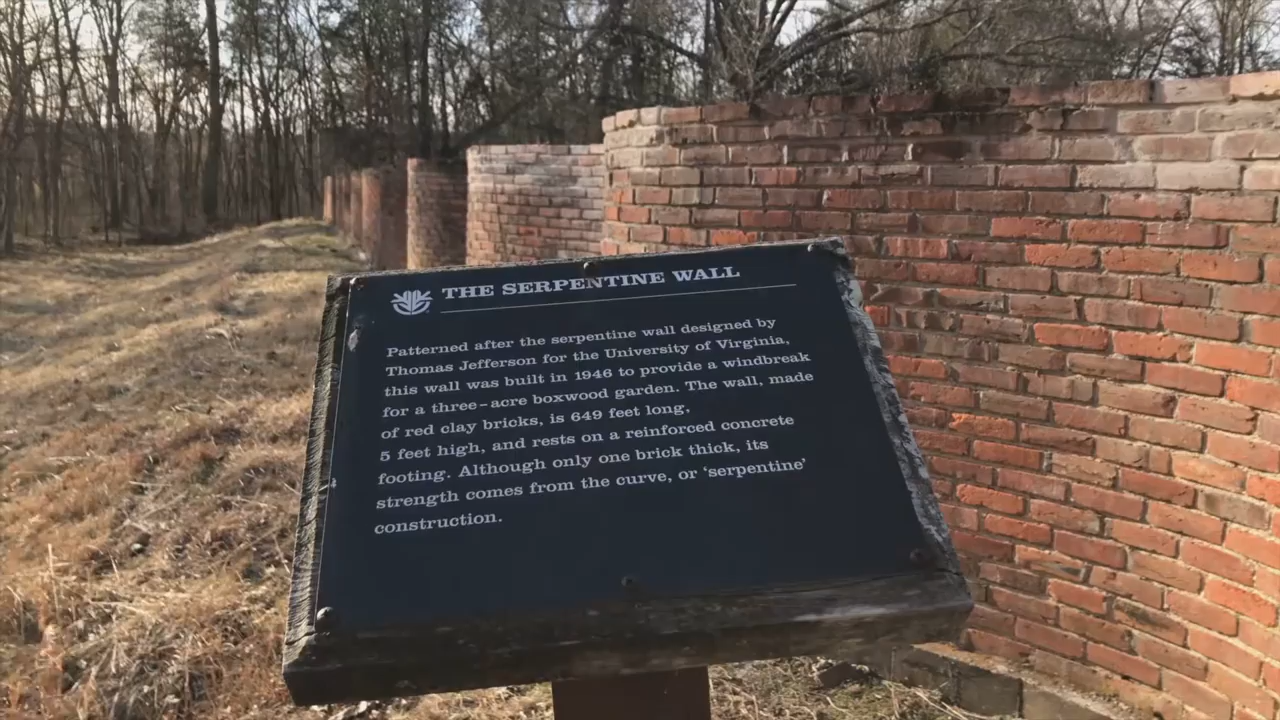 THE SERPENTINE WALL
Patterned after the serpentine wall designed by
Thomas Jefferson for the University of Virginia,
this wall was built in 1946 to provide a windbreak
for a three-acre boxwood garden. The wall, made
of red clay bricks, is 649 feet long,
5 feet high, and rests on a reinforced concrete
footing. Although only one brick thick, its
strength comes from the curve, or ‘serpentine’
construction.